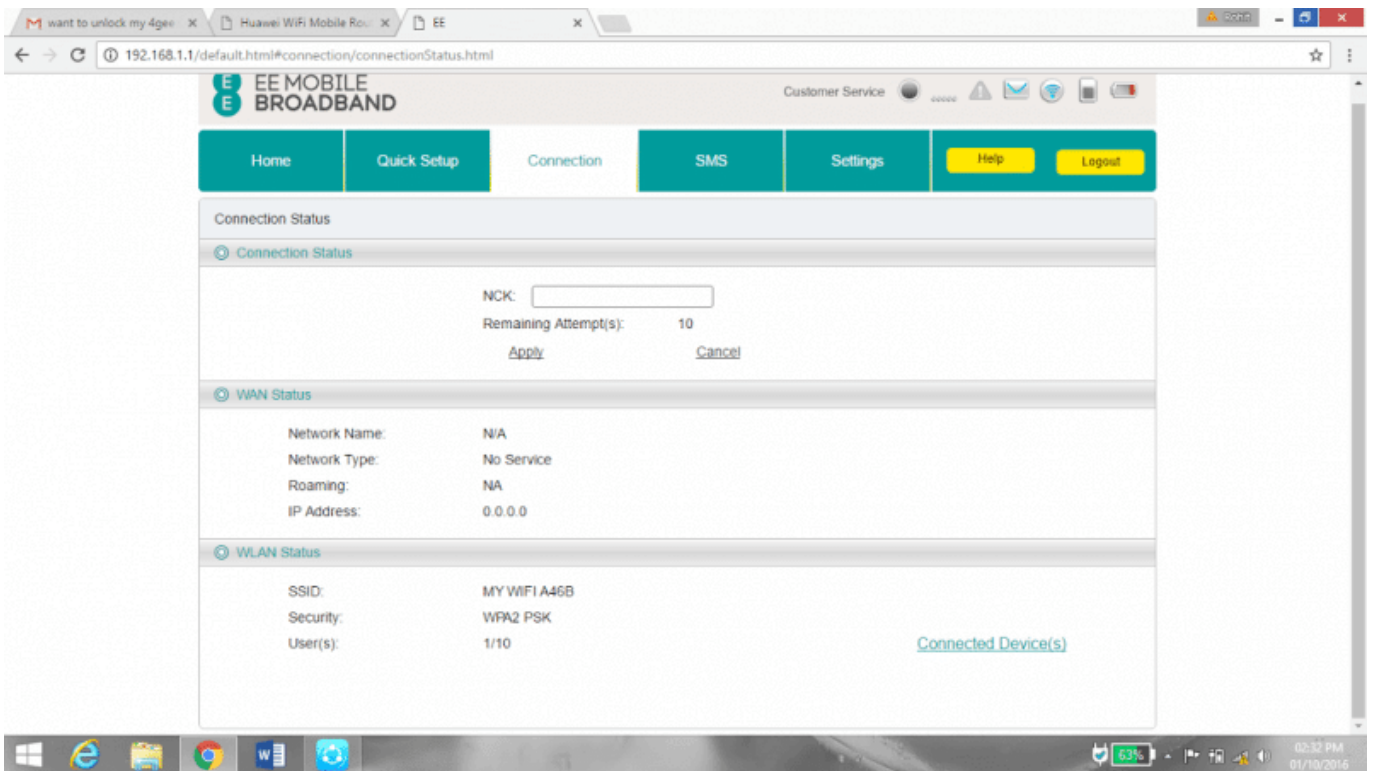 want to unlock my 4gee
Huawei WiFi Mobile Rou
EE
Rohit
192.168.1.1/default.html#connection/connectionStatus.html
E
E
EE MOBILE
BROADBAND
Customer Service
Home
Quick Setup
Connection
SMS
Settings
Help
Logout
Connection Status
Connection Status
NCK:
Remaining Attempt(s): 10
Apply Cancel
WAN Status
Network Name: N/A
Network Type: No Service
Roaming: NA
IP Address: 0.0.0.0
WLAN Status
SSID: MY WIFI A46B
Security: WPA2 PSK
User(s): 1/10
Connected Device(s)
63%
02:32 PM
01/10/2016